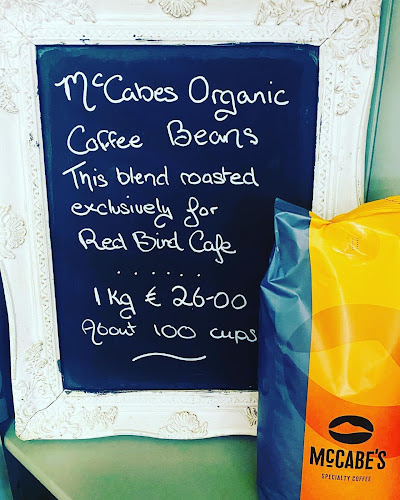 McCabes Organic
Coffee Beans
This blend roasted
exclusively for
Red Bird Cafe
. . . . . .
1kg € 26-00
About 100 cups
McCABE'S
SPECIALTY COFFEE